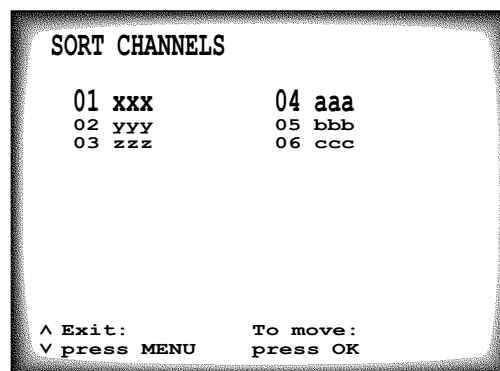 SORT CHANNELS
01 xxx 04 aaa
02 yyy 05 bbb
03 zzz 06 ccc
^ Exit: To move:
v press MENU press OK